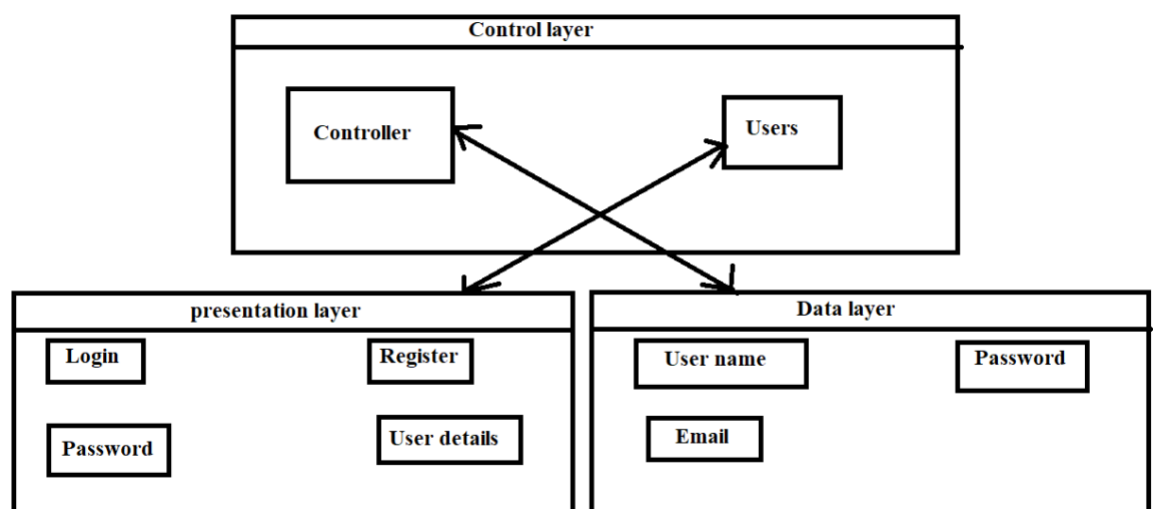 Control layer
Controller
Users
presentation layer
Login
Register
Password
User details
Data layer
User name
Password
Email